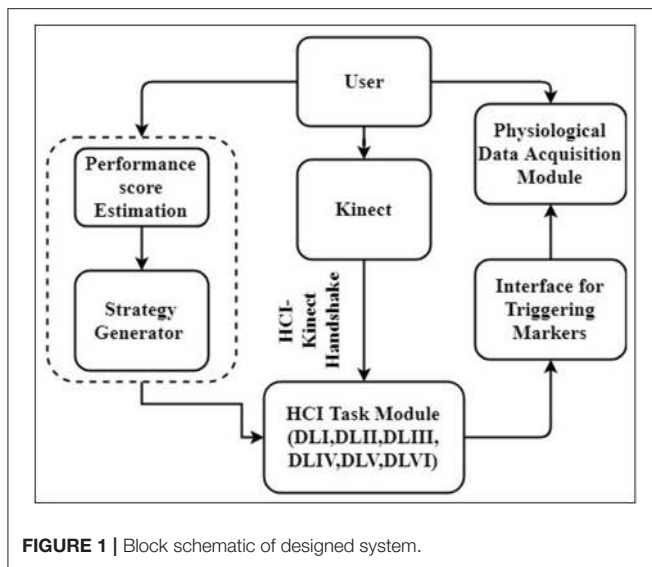 User
Performance
score
Estimation
Physiological
Data Acquisition
Module
Kinect
Strategy
Generator
HCI-
Kinect
Handshake
Interface for
Triggering
Markers
HCI Task Module
(DLI,DLII,DLIII,
DLIV,DLV,DLVI)
FIGURE 1 | Block schematic of designed system.